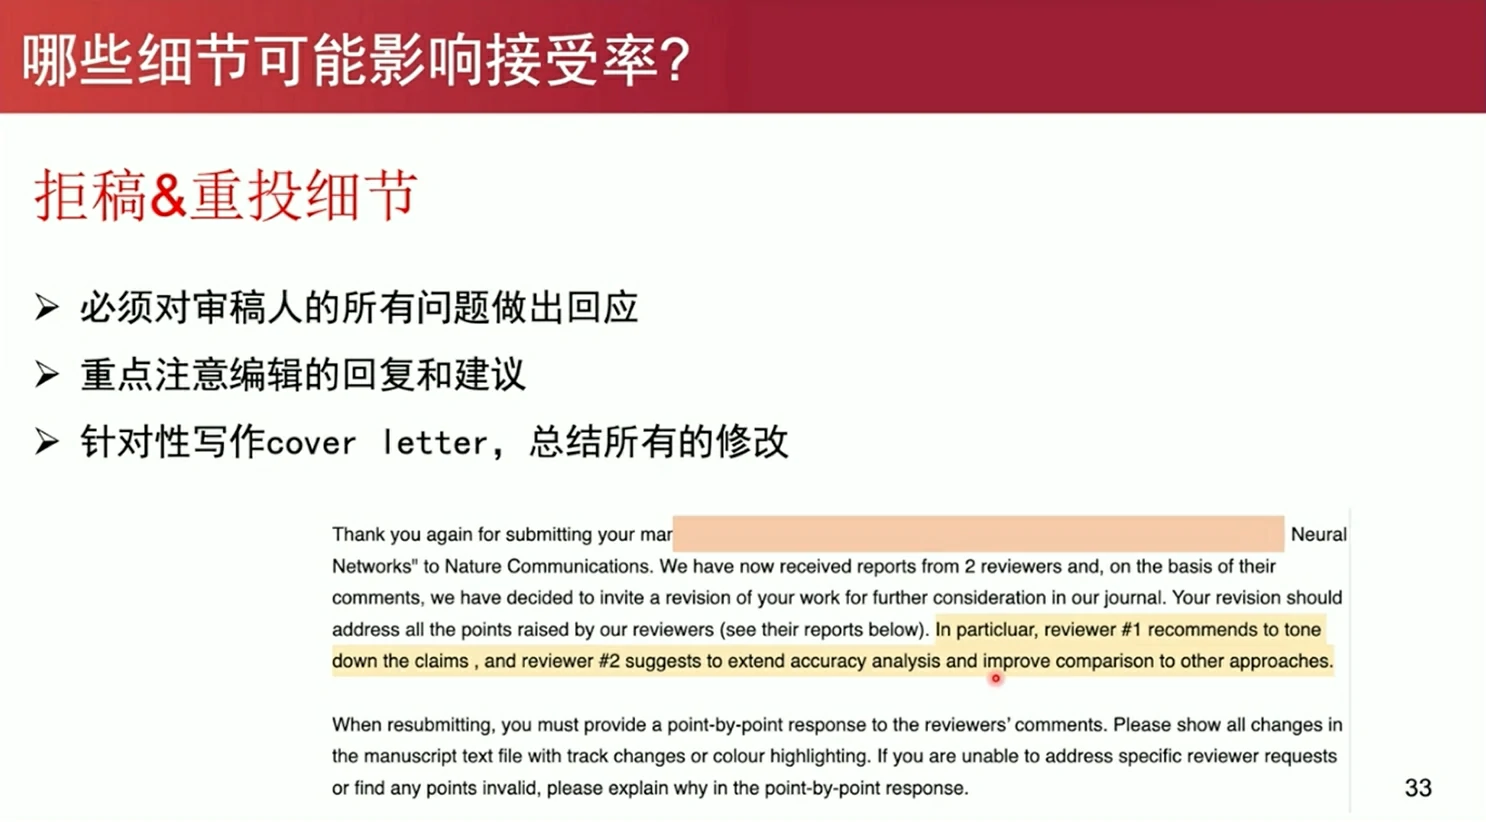 哪些细节可能影响接受率?
拒稿&重投细节
➢ 必须对审稿人的所有问题做出回应
➢ 重点注意编辑的回复和建议
➢ 针对性写作cover letter，总结所有的修改
Thank you again for submitting your mar Neural
Networks" to Nature Communications. We have now received reports from 2 reviewers and, on the basis of their
comments, we have decided to invite a revision of your work for further consideration in our journal. Your revision should
address all the points raised by our reviewers (see their reports below). In particluar, reviewer #1 recommends to tone
down the claims , and reviewer #2 suggests to extend accuracy analysis and improve comparison to other approaches.
When resubmitting, you must provide a point-by-point response to the reviewers' comments. Please show all changes in
the manuscript text file with track changes or colour highlighting. If you are unable to address specific reviewer requests
or find any points invalid, please explain why in the point-by-point response.
33